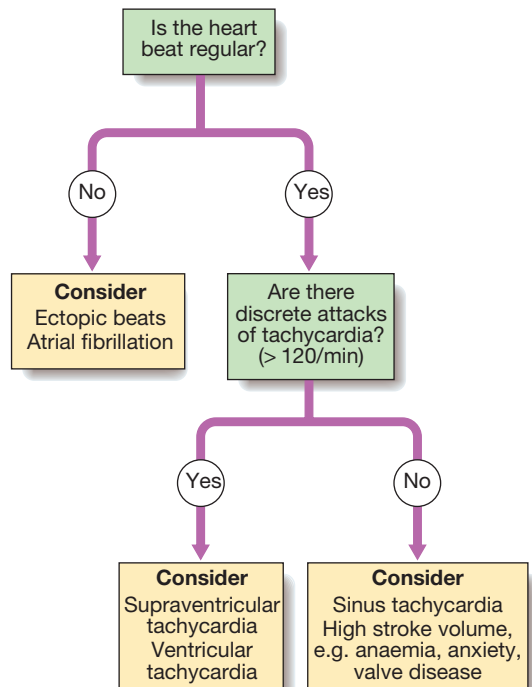 Is the heart
beat regular?
No
Yes
Consider
Ectopic beats
Atrial fibrillation
Are there
discrete attacks
of tachycardia?
(> 120/min)
Yes
No
Consider
Supraventricular
tachycardia
Ventricular
tachycardia
Consider
Sinus tachycardia
High stroke volume,
e.g. anaemia, anxiety,
valve disease